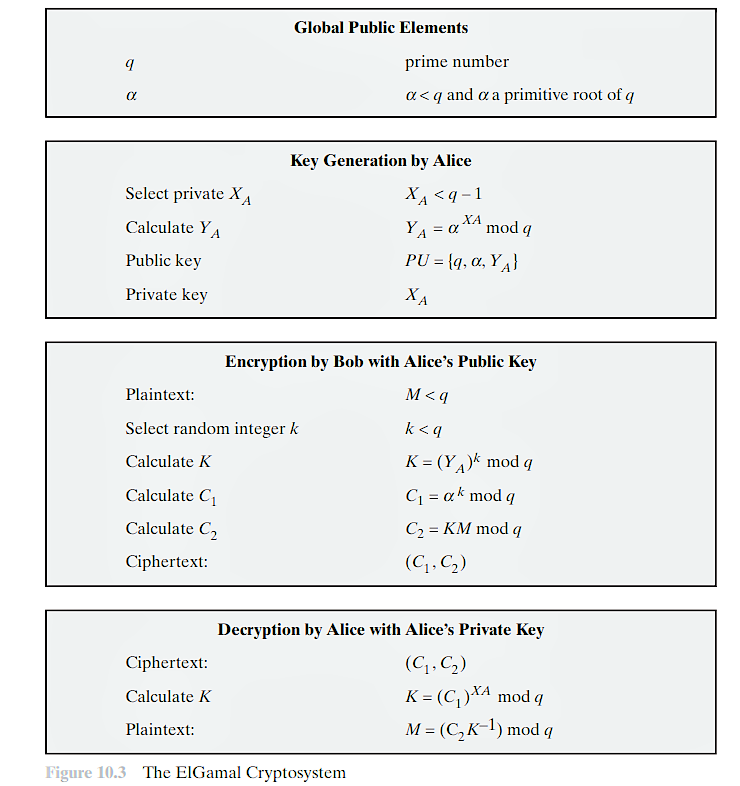 Global Public Elements
q prime number
α α < q and α a primitive root of q
Key Generation by Alice
Select private X_A X_A < q – 1
Calculate Y_A Y_A = α^XA mod q
Public key PU = {q, α, Y_A}
Private key X_A
Encryption by Bob with Alice’s Public Key
Plaintext: M < q
Select random integer k k < q
Calculate K K = (Y_A)^k mod q
Calculate C_1 C_1 = α^k mod q
Calculate C_2 C_2 = KM mod q
Ciphertext: (C_1, C_2)
Decryption by Alice with Alice’s Private Key
Ciphertext: (C_1, C_2)
Calculate K K = (C_1)^XA mod q
Plaintext: M = (C_2 K^–1) mod q
Figure 10.3 The ElGamal Cryptosystem